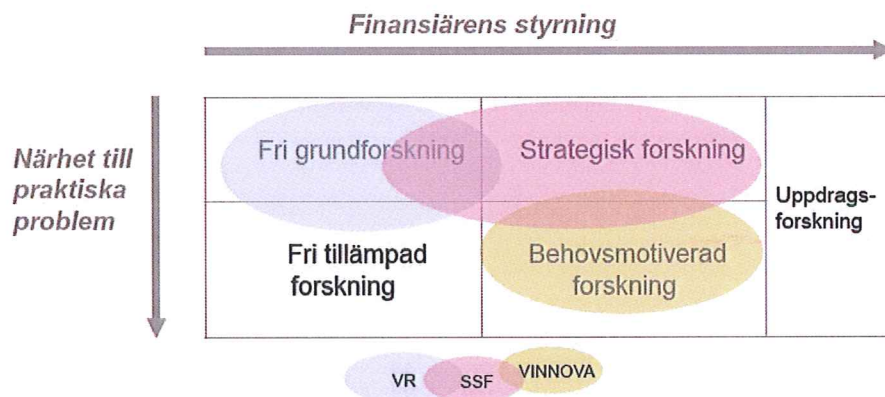 Finansiärens styrning
Närhet till
praktiska
problem
Fri grundforskning
Strategisk forskning
Uppdrags-
forskning
Fri tillämpad
forskning
Behovsmotiverad
forskning
VR
SSF
VINNOVA